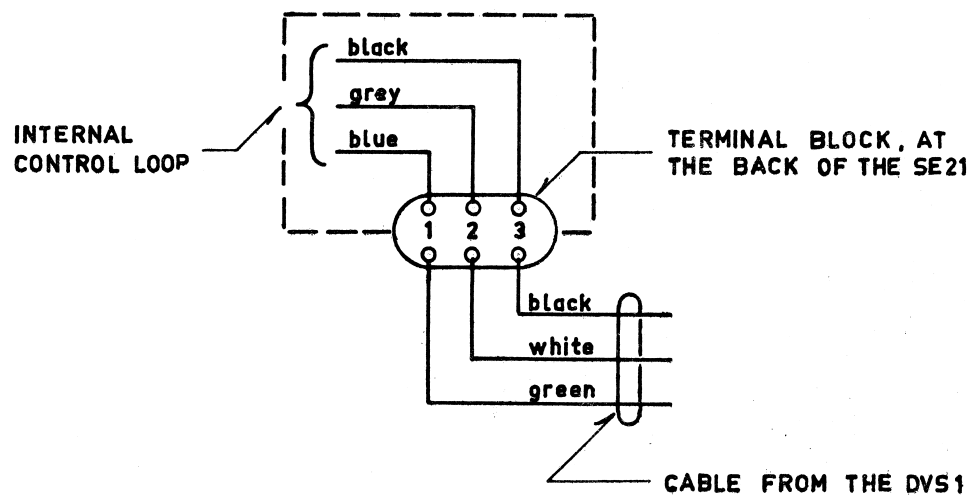 black
grey
blue
INTERNAL
CONTROL LOOP
TERMINAL BLOCK, AT
THE BACK OF THE SE21
1 2 3
black
white
green
CABLE FROM THE DVS1